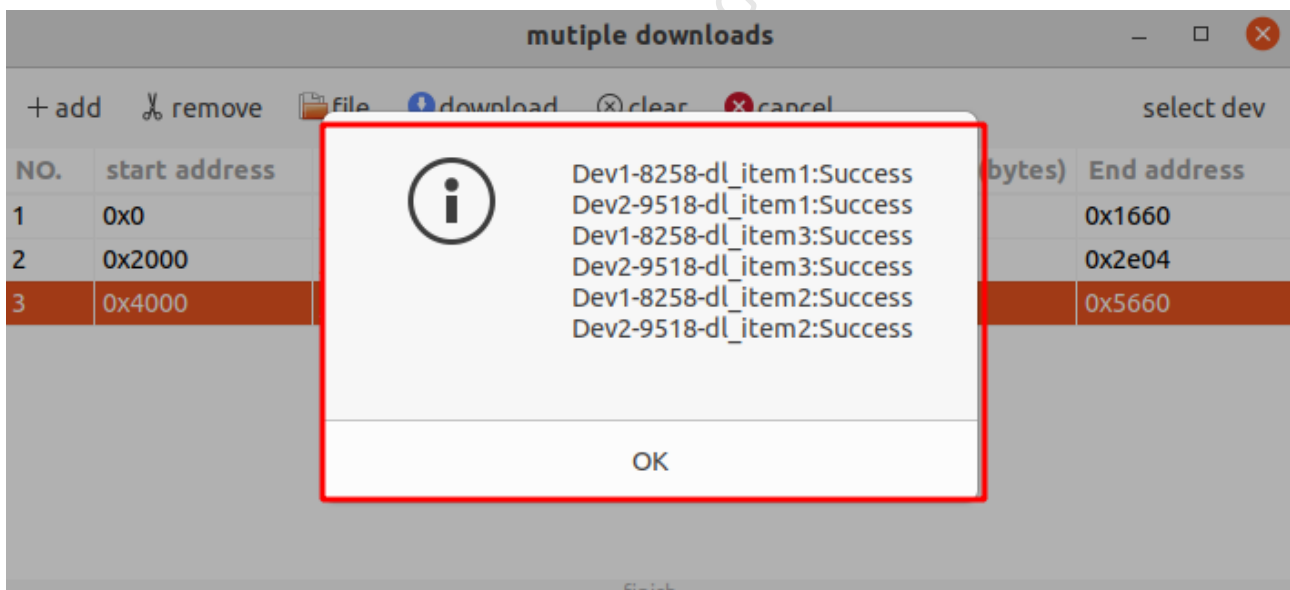 mutiple downloads
+ add remove file download clear cancel select dev
NO. start address (bytes) End address
1 0x0 0x1660
2 0x2000 0x2e04
3 0x4000 0x5660
Dev1-8258-dl_item1:Success
Dev2-9518-dl_item1:Success
Dev1-8258-dl_item3:Success
Dev2-9518-dl_item3:Success
Dev1-8258-dl_item2:Success
Dev2-9518-dl_item2:Success
OK
finish